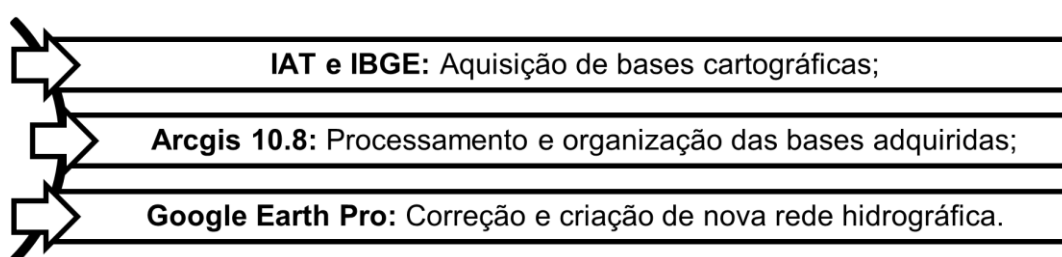 IAT e IBGE: Aquisição de bases cartográficas;
Arcgis 10.8: Processamento e organização das bases adquiridas;
Google Earth Pro: Correção e criação de nova rede hidrográfica.